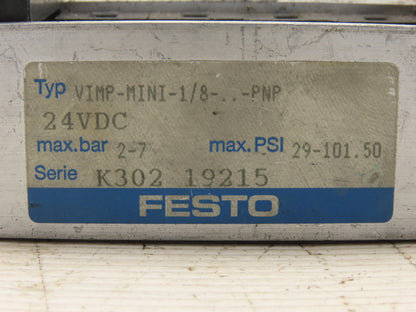 Typ VIMP-MINI-1/8-..-PNP
24VDC
max.bar 2-7 max.PSI 29-101.50
Serie K302 19215
FESTO